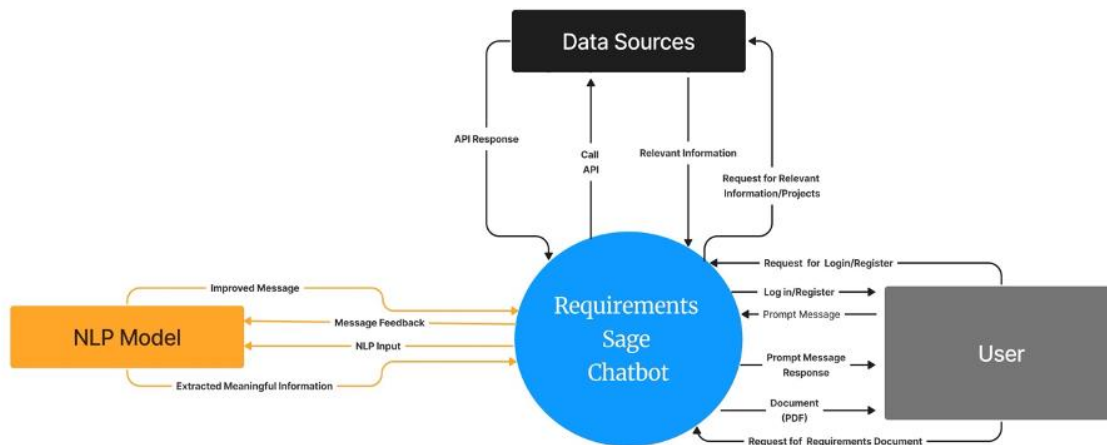 Data Sources
API Response
Call
API
Relevant Information
Request for Relevant
Information/Projects
Request for Login/Register
Improved Message
Log in/Register
Requirements
Sage
Chatbot
Prompt Message
Message Feedback
NLP Model
NLP Input
User
Prompt Message
Response
Extracted Meaningful Information
Document
(PDF)
Request for Requirements Document